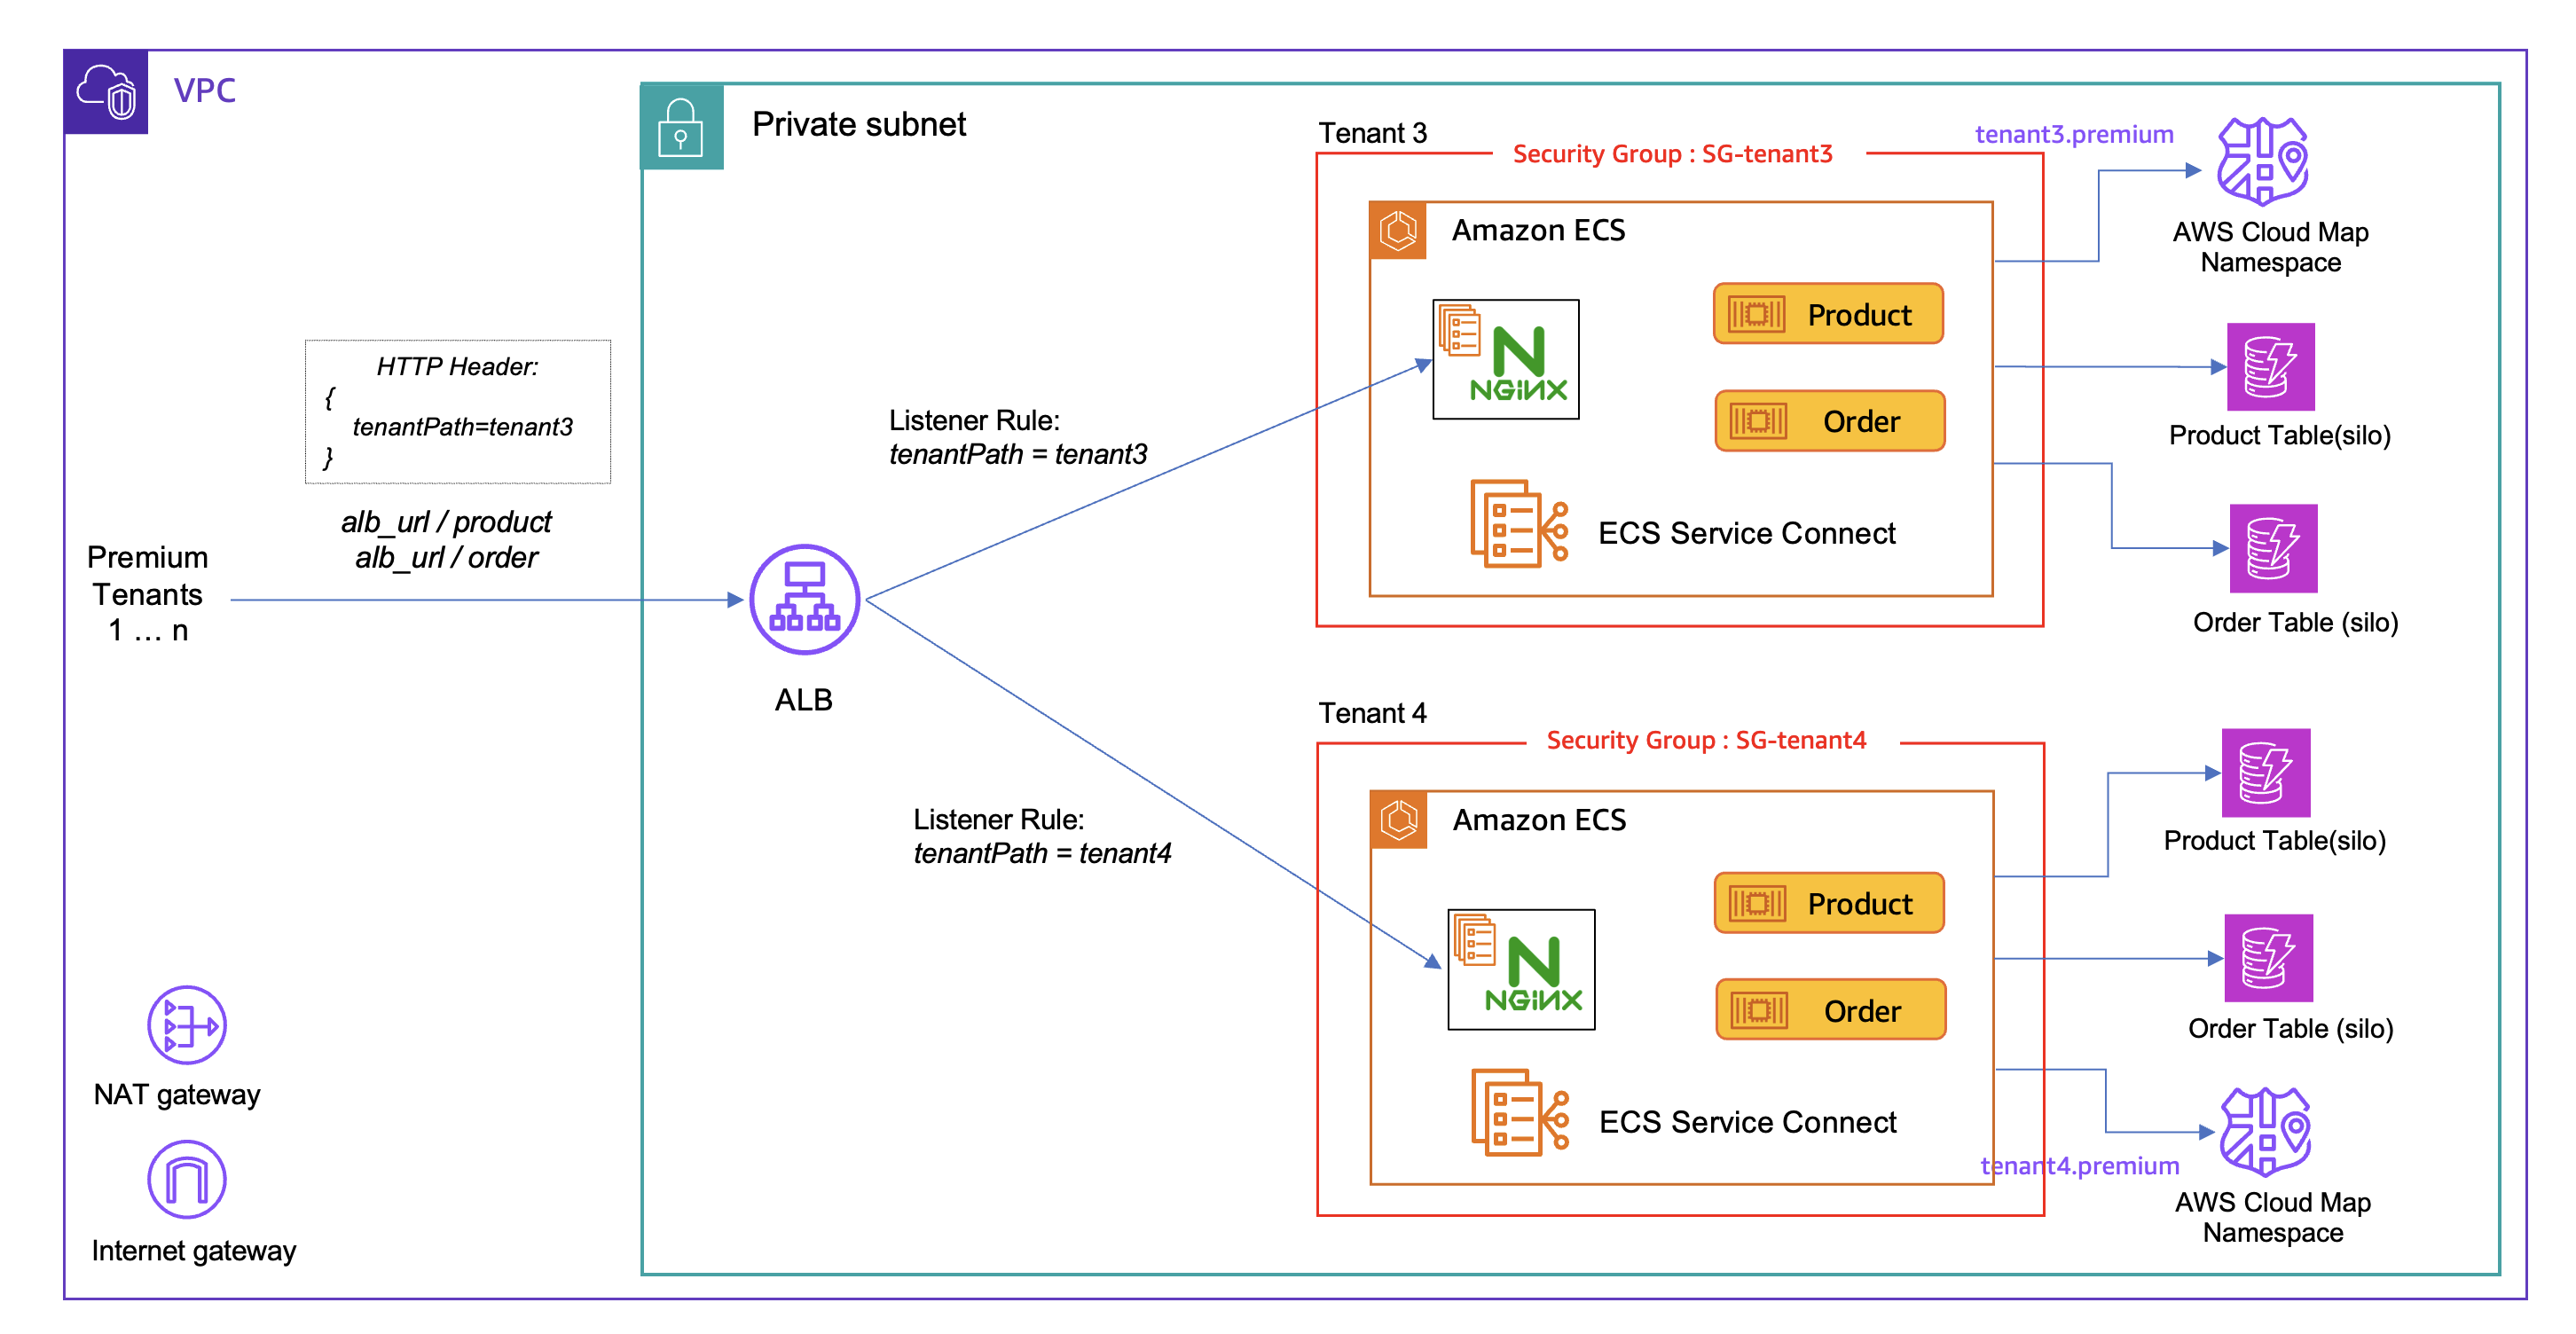 VPC
Private subnet
HTTP Header:
{
tenantPath=tenant3
}
alb_url / product
alb_url / order
Premium
Tenants
1 … n
ALB
NAT gateway
Internet gateway
Listener Rule:
tenantPath = tenant3
Listener Rule:
tenantPath = tenant4
Tenant 3
Security Group : SG-tenant3
Amazon ECS
NGINX
Product
Order
ECS Service Connect
tenant3.premium
AWS Cloud Map
Namespace
Product Table(silo)
Order Table (silo)
Tenant 4
Security Group : SG-tenant4
Amazon ECS
NGINX
Product
Order
ECS Service Connect
Product Table(silo)
Order Table (silo)
tenant4.premium
AWS Cloud Map
Namespace